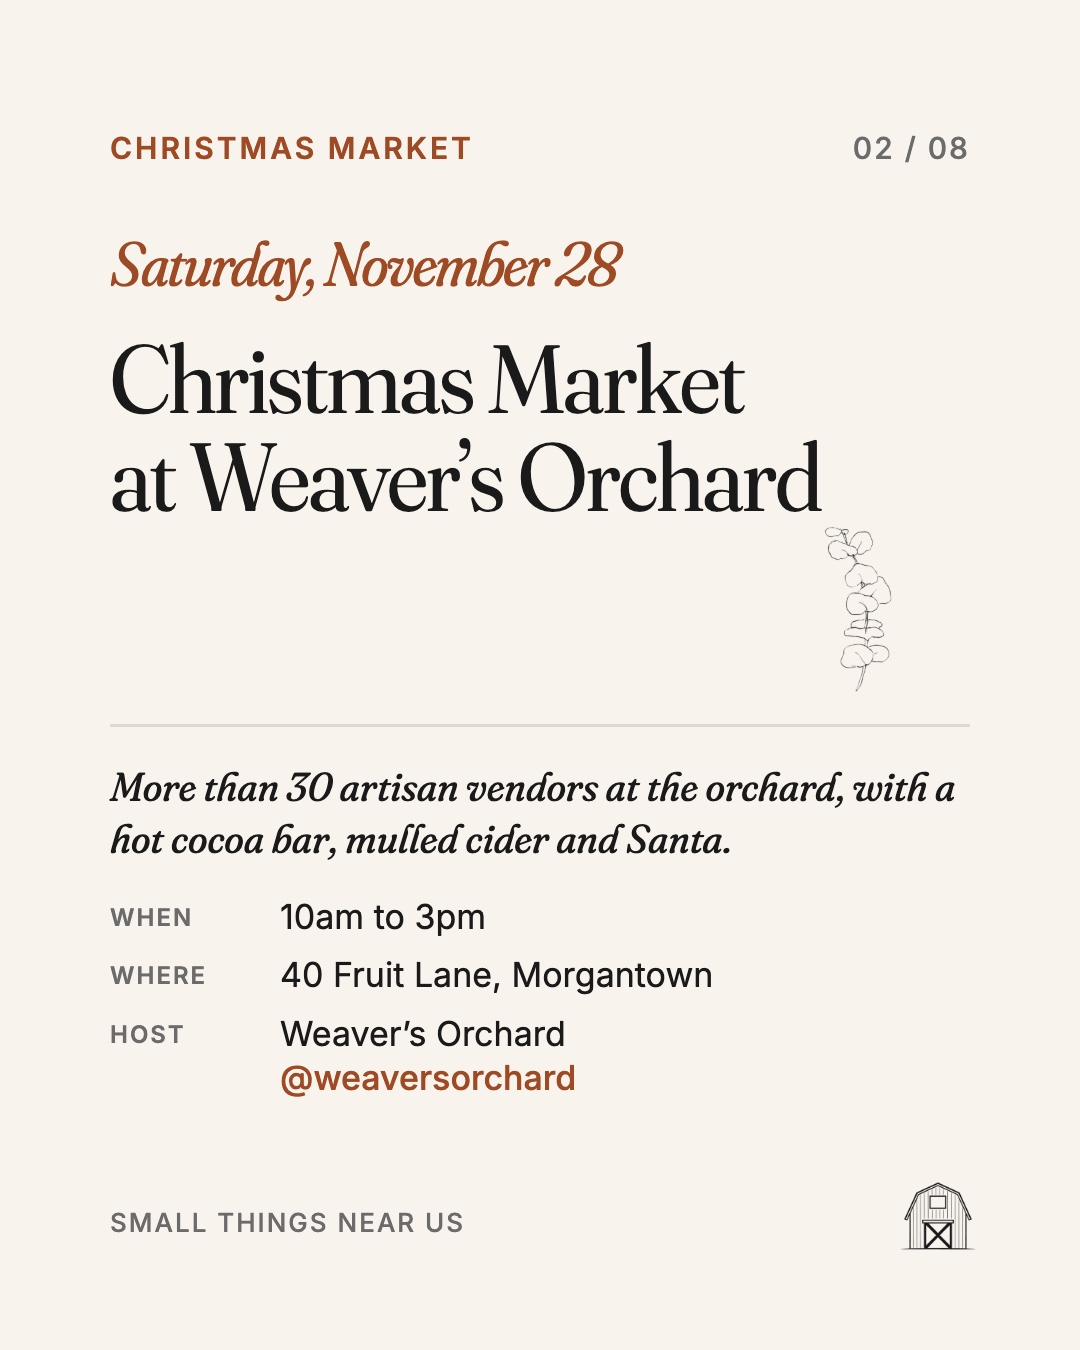 CHRISTMAS MARKET
02 / 08
Saturday, November 28
Christmas Market
at Weaver’s Orchard
More than 30 artisan vendors at the orchard, with a
hot cocoa bar, mulled cider and Santa.
WHEN 10am to 3pm
WHERE 40 Fruit Lane, Morgantown
HOST Weaver’s Orchard
@weaversorchard
SMALL THINGS NEAR US